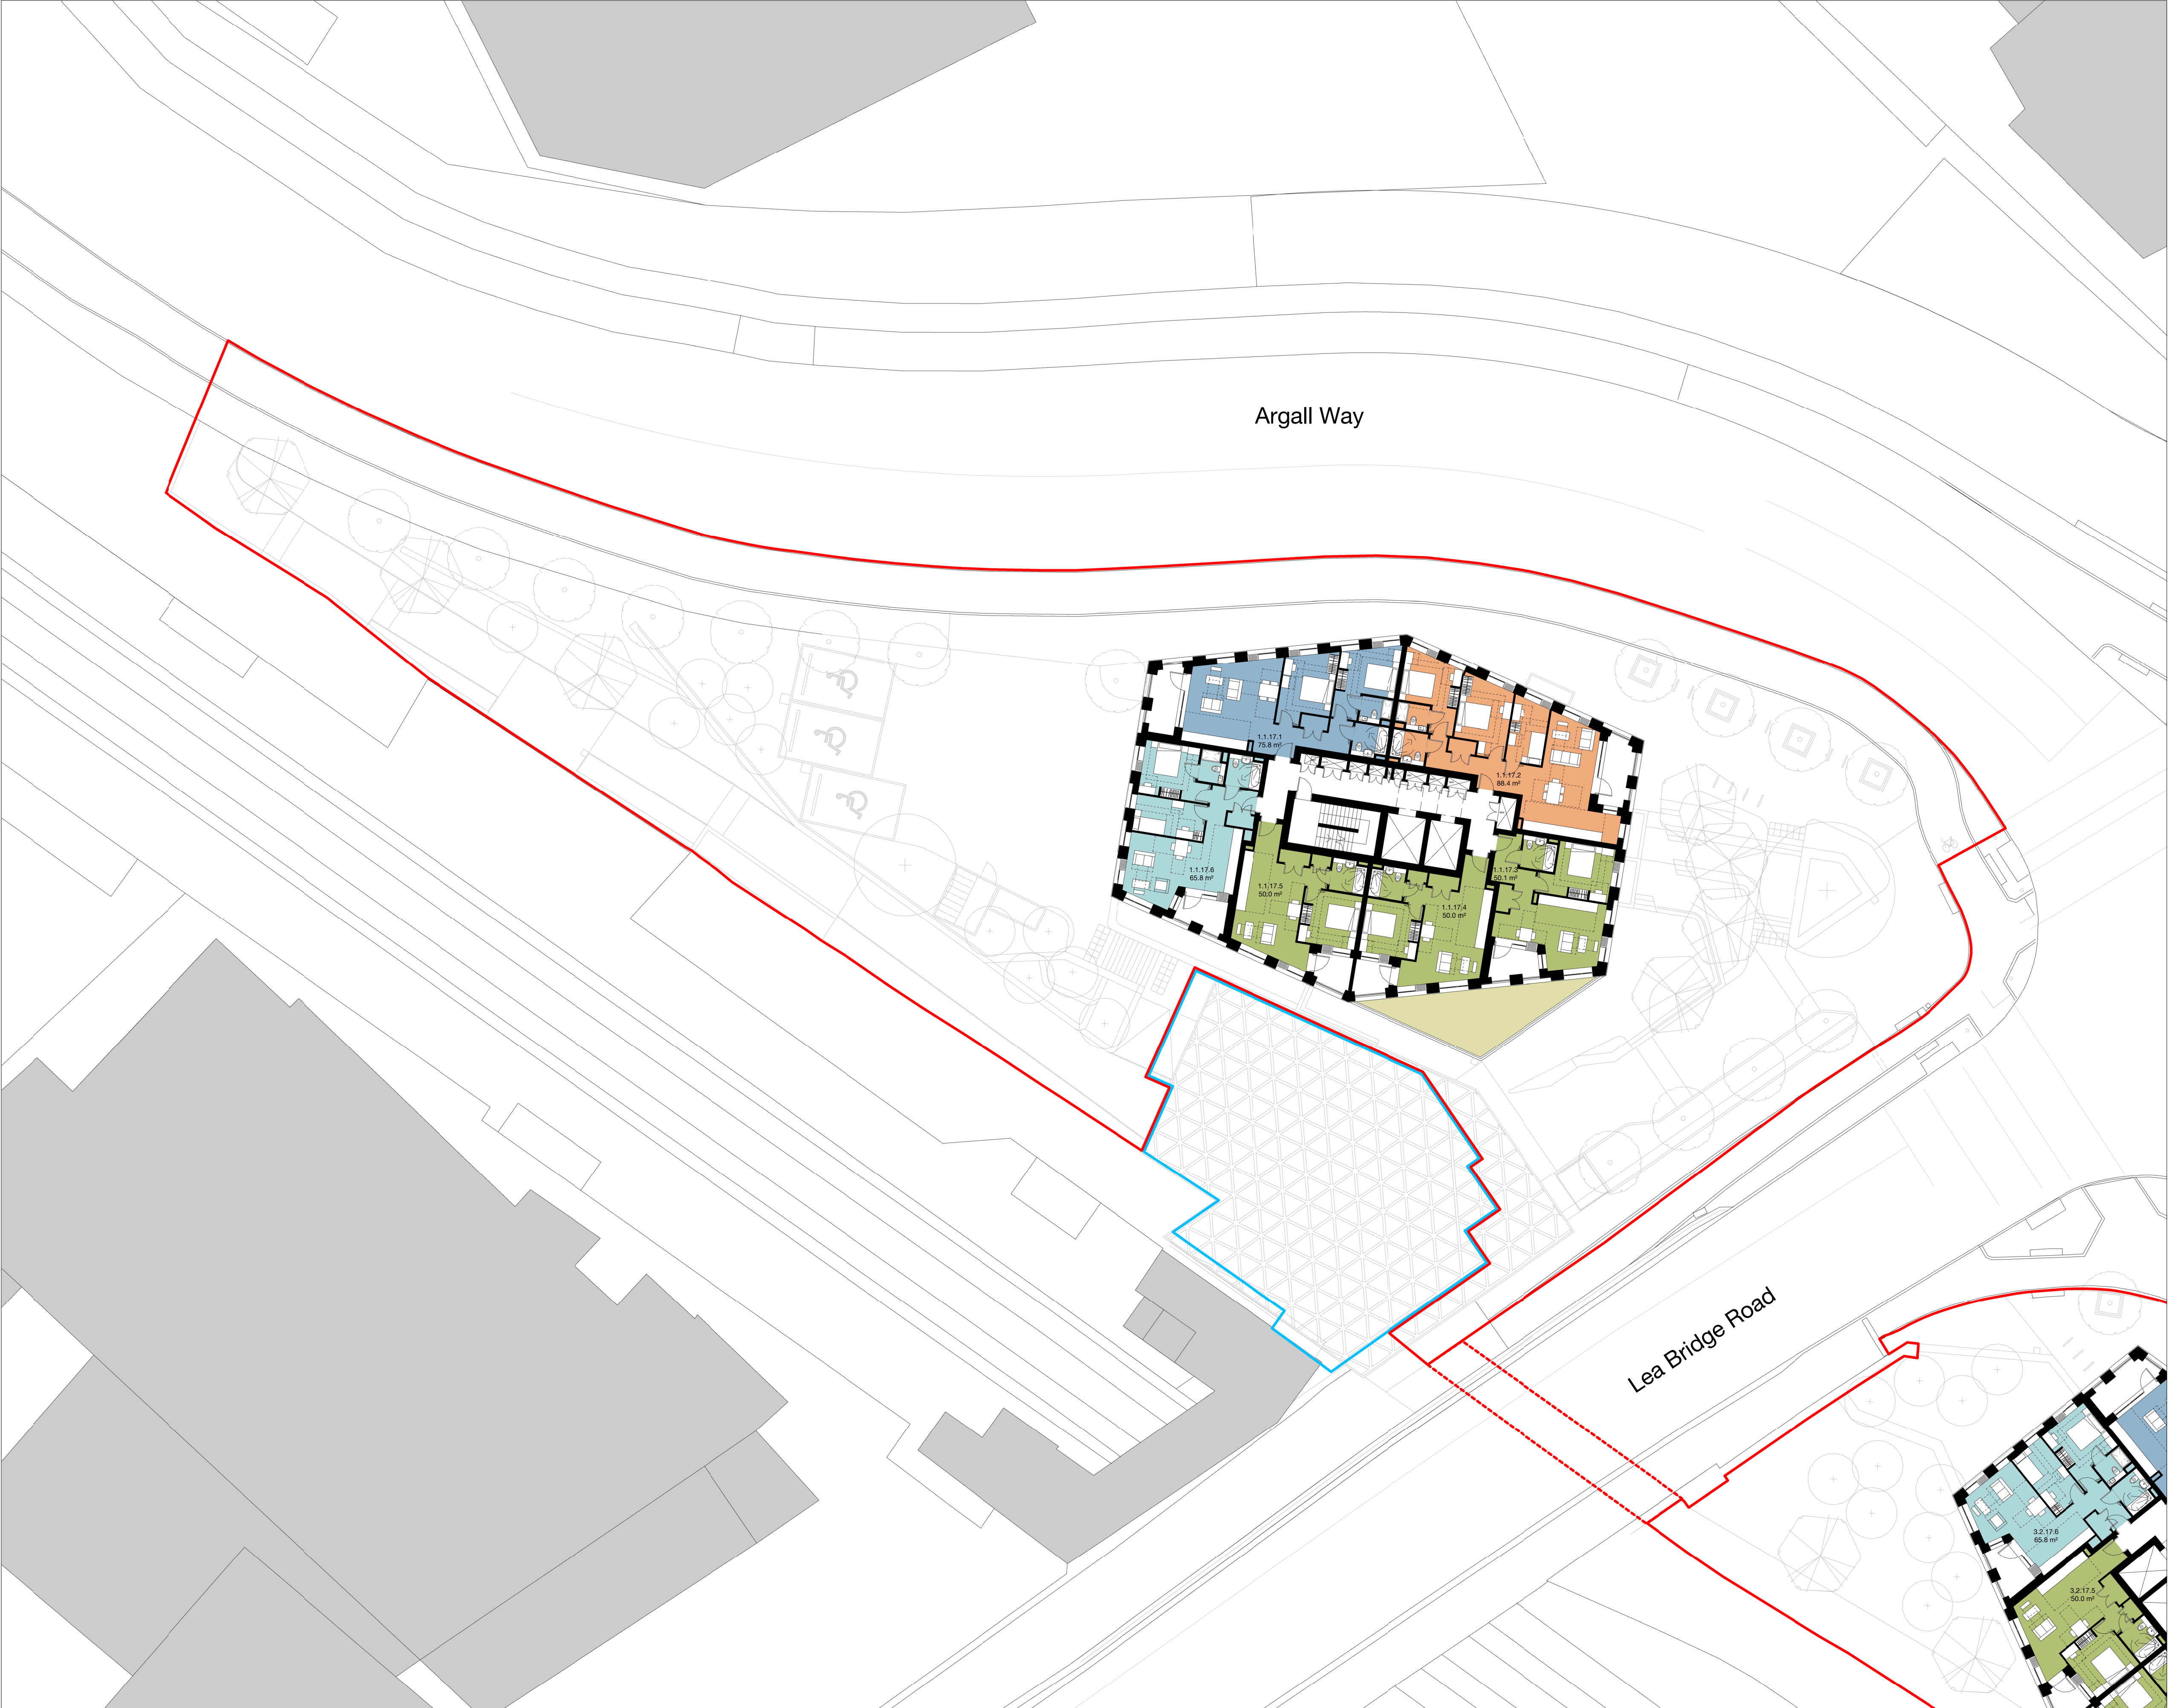 Argall Way
1.1.17.1
75.8 m²
1.1.17.2
88.4 m²
1.1.17.6
65.8 m²
1.1.17.3
50.1 m²
1.1.17.5
50.0 m²
1.1.17.4
50.0 m²
Lea Bridge Road
3.2.17.6
65.8 m²
3.2.17.5
50.0 m²